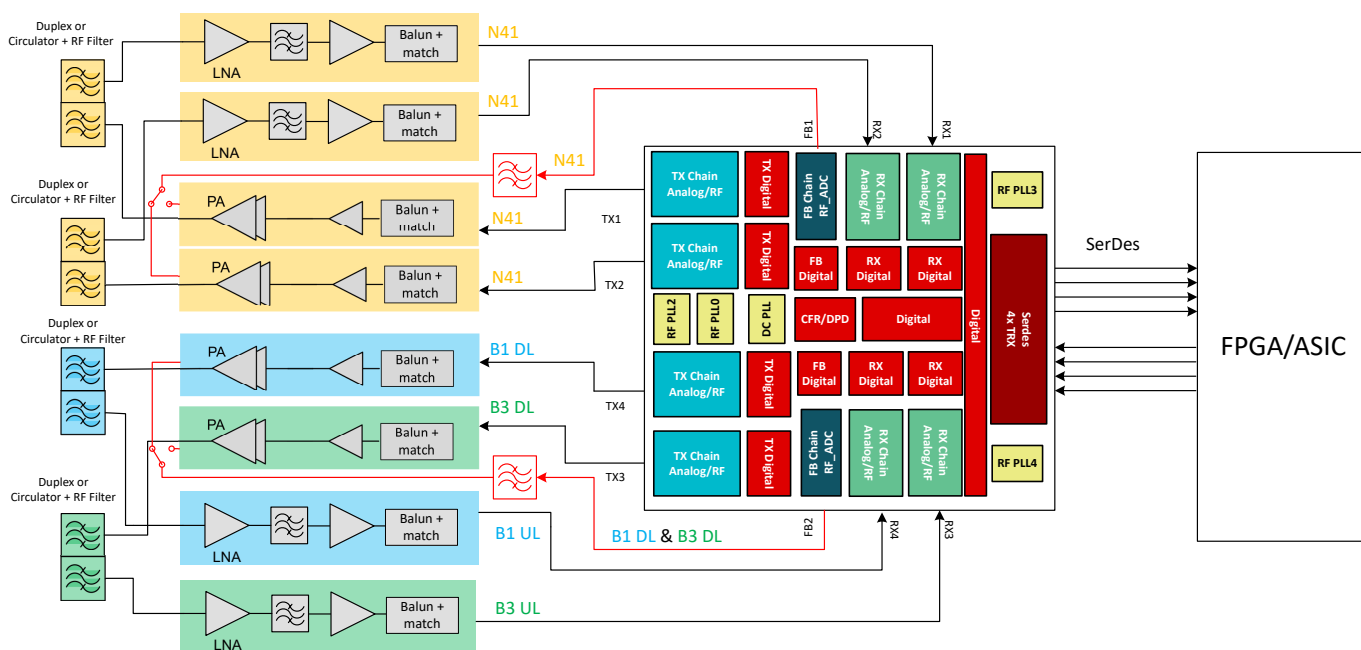 Duplex or
Circulator + RF Filter
LNA
Balun +
match
N41
LNA
Balun +
match
N41
Duplex or
Circulator + RF Filter
N41
PA
Balun +
match
N41
PA
Balun +
match
N41
Duplex or
Circulator + RF Filter
PA
Balun +
match
B1 DL
PA
Balun +
match
B3 DL
Duplex or
Circulator + RF Filter
LNA
Balun +
match
B1 UL
B1 DL & B3 DL
LNA
Balun +
match
B3 UL
TX1
TX2
TX4
TX3
FB1
RX2
RX1
FB2
RX4
RX3
TX Chain
Analog/RF
TX Digital
FB Chain
RF_ADC
RX Chain
Analog/RF
RX Chain
Analog/RF
RF PLL3
TX Chain
Analog/RF
TX Digital
FB
Digital
RX
Digital
RX
Digital
RF PLL2
RF PLL0
DC PLL
CFR/DPD
Digital
Digital
Serdes
4x TRX
TX Chain
Analog/RF
TX Digital
FB
Digital
RX
Digital
RX
Digital
TX Chain
Analog/RF
TX Digital
FB Chain
RF_ADC
RX Chain
Analog/RF
RX Chain
Analog/RF
RF PLL4
SerDes
FPGA/ASIC